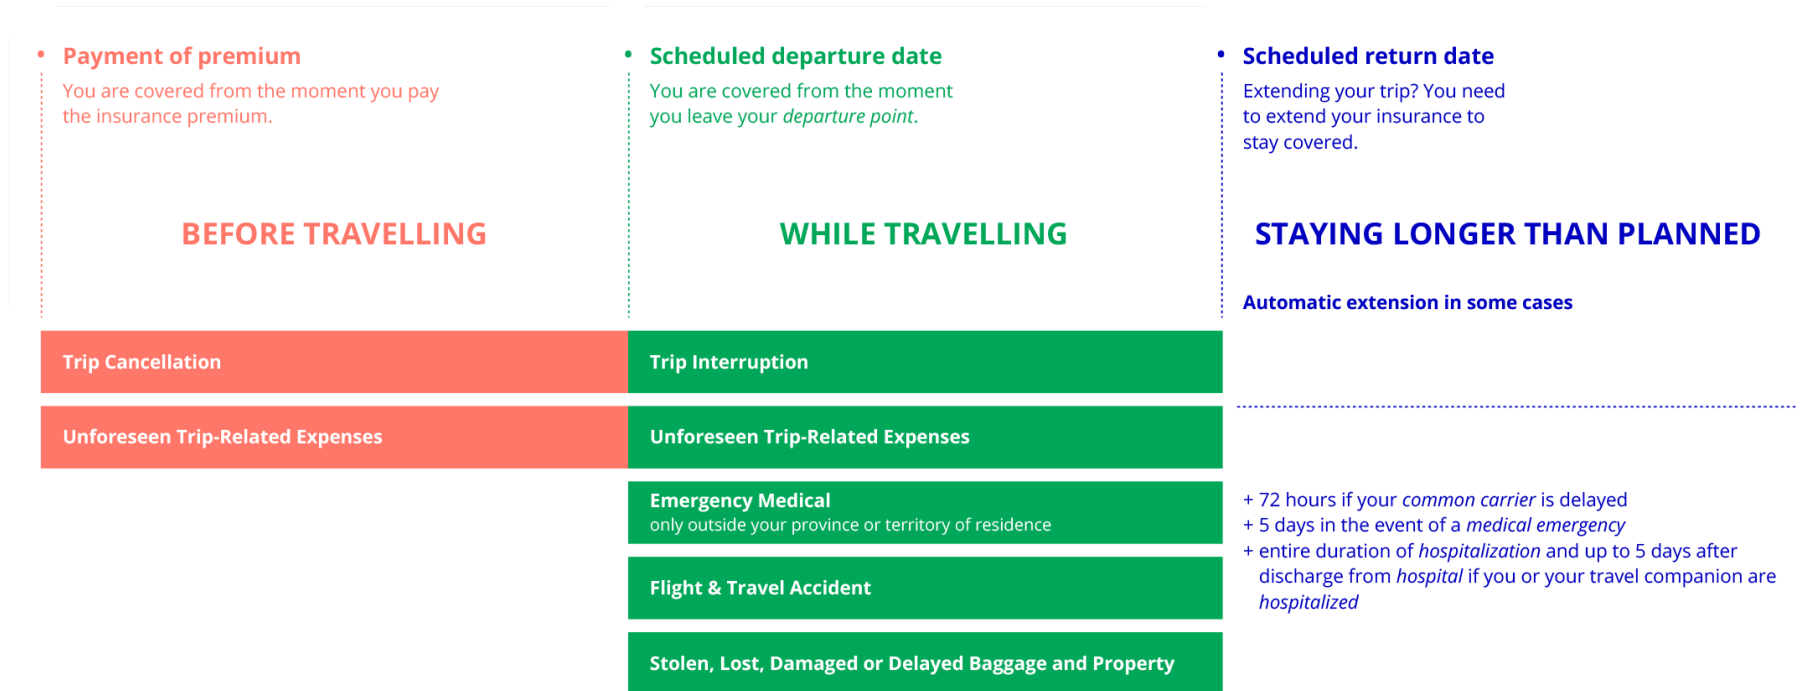 • Payment of premium
You are covered from the moment you pay
the insurance premium.
BEFORE TRAVELLING
• Scheduled departure date
You are covered from the moment
you leave your departure point.
WHILE TRAVELLING
• Scheduled return date
Extending your trip? You need
to extend your insurance to
stay covered.
STAYING LONGER THAN PLANNED
Automatic extension in some cases
Trip Cancellation
Trip Interruption
Unforeseen Trip-Related Expenses
Unforeseen Trip-Related Expenses
Emergency Medical
only outside your province or territory of residence
Flight & Travel Accident
Stolen, Lost, Damaged or Delayed Baggage and Property
+ 72 hours if your common carrier is delayed
+ 5 days in the event of a medical emergency
+ entire duration of hospitalization and up to 5 days after
discharge from hospital if you or your travel companion are
hospitalized